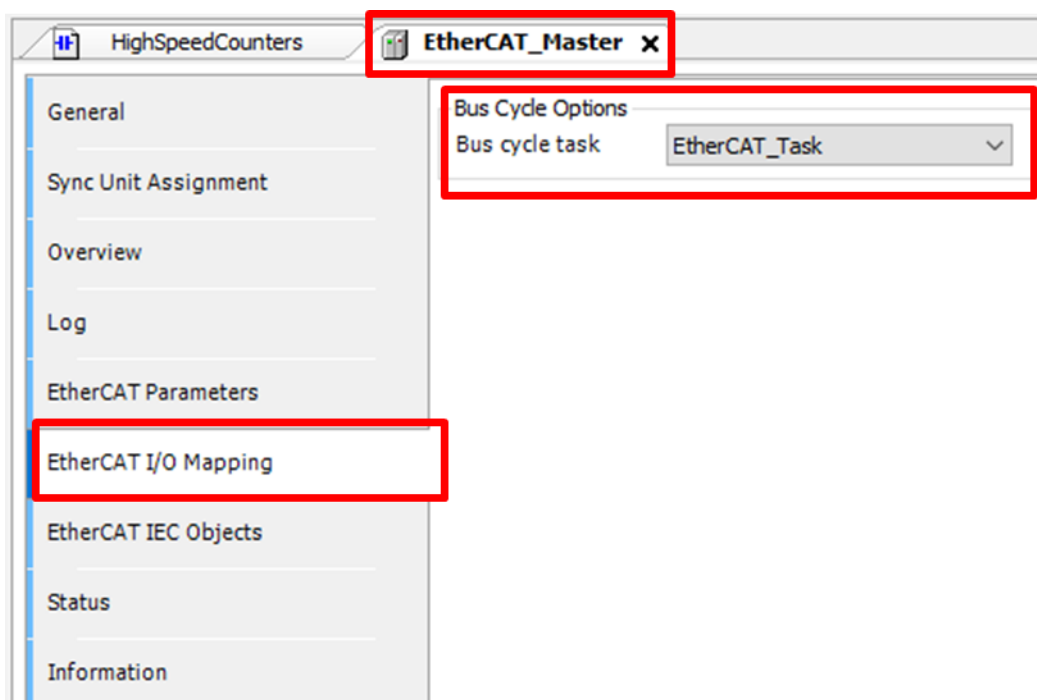 HighSpeedCounters
EtherCAT_Master
General
Bus Cycle Options
Bus cycle task
EtherCAT_Task
Sync Unit Assignment
Overview
Log
EtherCAT Parameters
EtherCAT I/O Mapping
EtherCAT IEC Objects
Status
Information